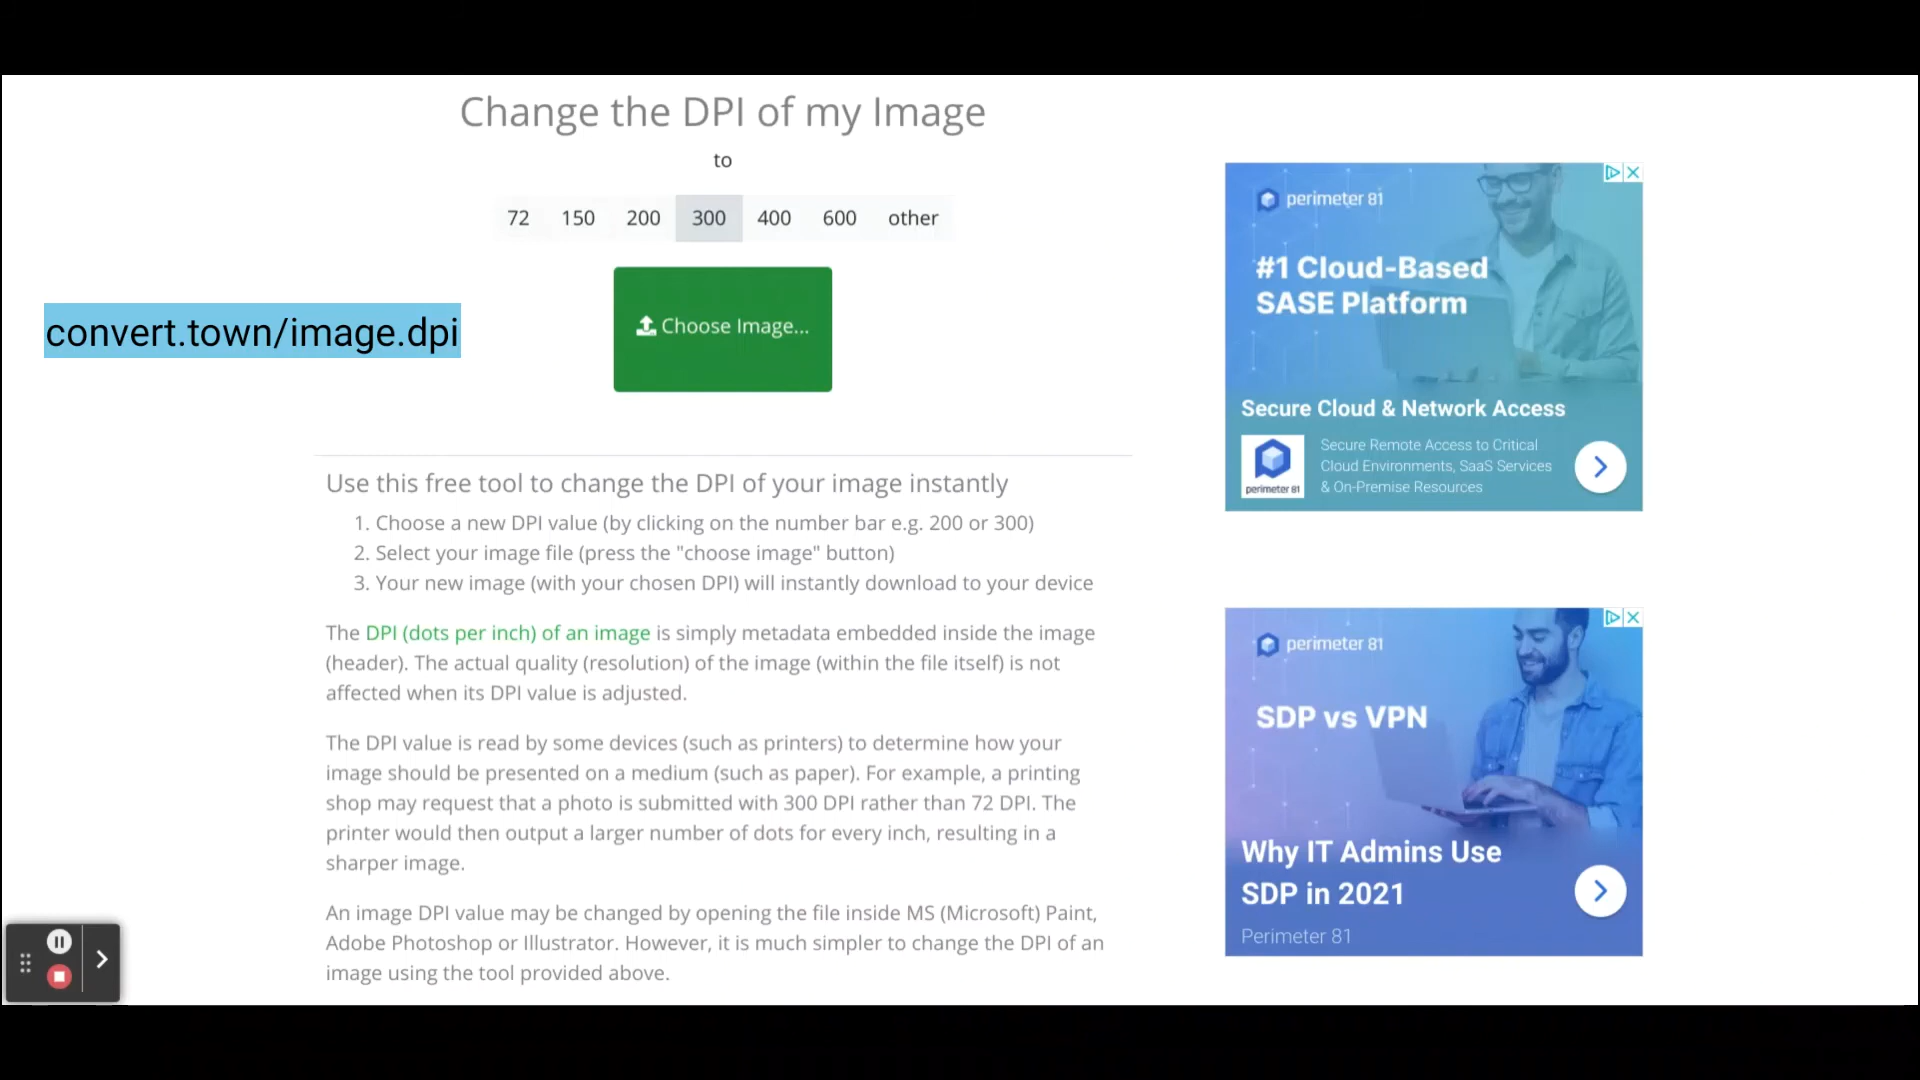 Change the DPI of my Image
to
72 150 200 300 400 600 other
Choose Image...
convert.town/image.dpi
Use this free tool to change the DPI of your image instantly
1. Choose a new DPI value (by clicking on the number bar e.g. 200 or 300)
2. Select your image file (press the "choose image" button)
3. Your new image (with your chosen DPI) will instantly download to your device
The DPI (dots per inch) of an image is simply metadata embedded inside the image
(header). The actual quality (resolution) of the image (within the file itself) is not
affected when its DPI value is adjusted.
The DPI value is read by some devices (such as printers) to determine how your
image should be presented on a medium (such as paper). For example, a printing
shop may request that a photo is submitted with 300 DPI rather than 72 DPI. The
printer would then output a larger number of dots for every inch, resulting in a
sharper image.
An image DPI value may be changed by opening the file inside MS (Microsoft) Paint,
Adobe Photoshop or Illustrator. However, it is much simpler to change the DPI of an
image using the tool provided above.
perimeter 81
#1 Cloud-Based
SASE Platform
Secure Cloud & Network Access
perimeter 81
Secure Remote Access to Critical
Cloud Environments, SaaS Services
& On-Premise Resources
perimeter 81
SDP vs VPN
Why IT Admins Use
SDP in 2021
Perimeter 81